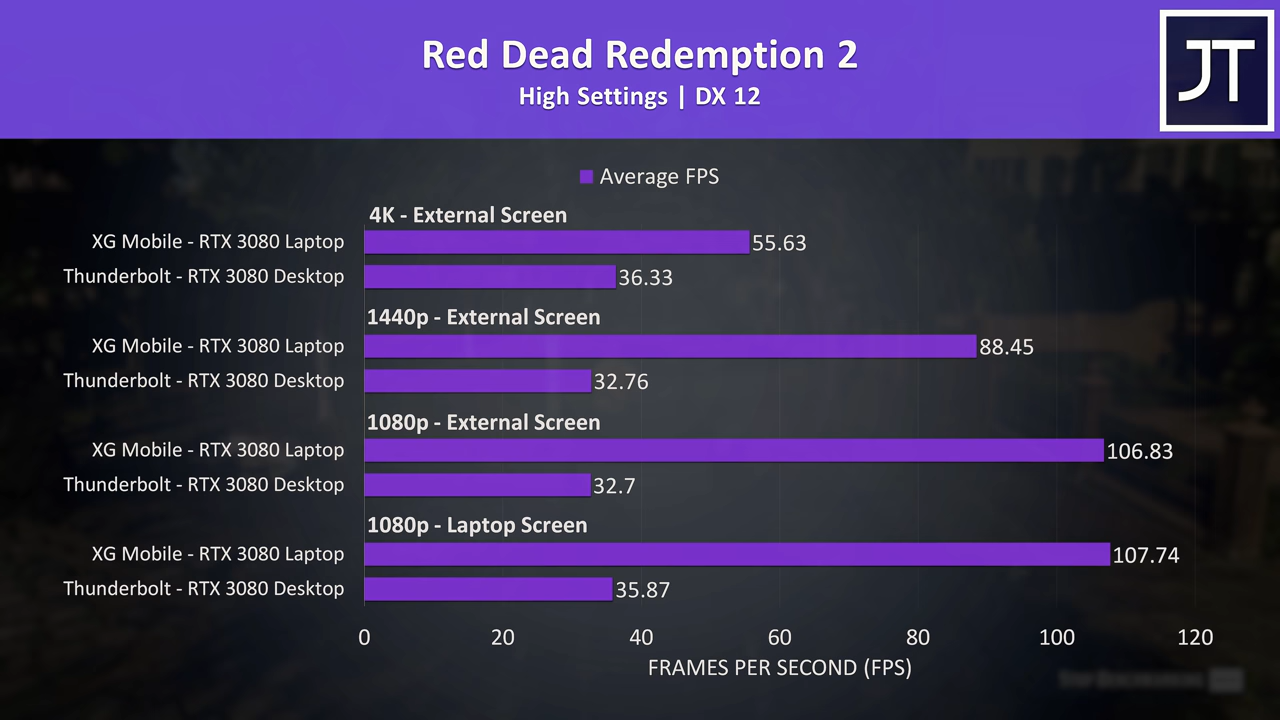 Red Dead Redemption 2
High Settings | DX 12
JT
Average FPS
4K - External Screen
XG Mobile - RTX 3080 Laptop 55.63
Thunderbolt - RTX 3080 Desktop 36.33
1440p - External Screen
XG Mobile - RTX 3080 Laptop 88.45
Thunderbolt - RTX 3080 Desktop 32.76
1080p - External Screen
XG Mobile - RTX 3080 Laptop 106.83
Thunderbolt - RTX 3080 Desktop 32.7
1080p - Laptop Screen
XG Mobile - RTX 3080 Laptop 107.74
Thunderbolt - RTX 3080 Desktop 35.87
0 20 40 60 80 100 120
FRAMES PER SECOND (FPS)